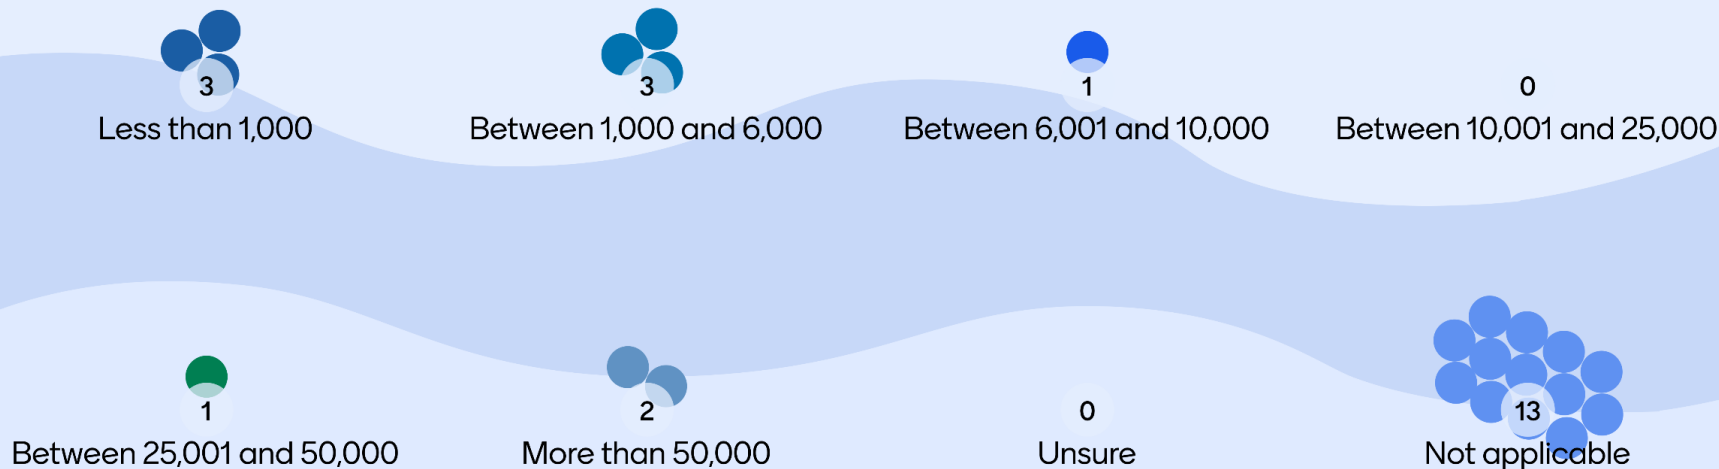 3
Less than 1,000
3
Between 1,000 and 6,000
1
Between 6,001 and 10,000
0
Between 10,001 and 25,000
1
Between 25,001 and 50,000
2
More than 50,000
0
Unsure
13
Not applicable